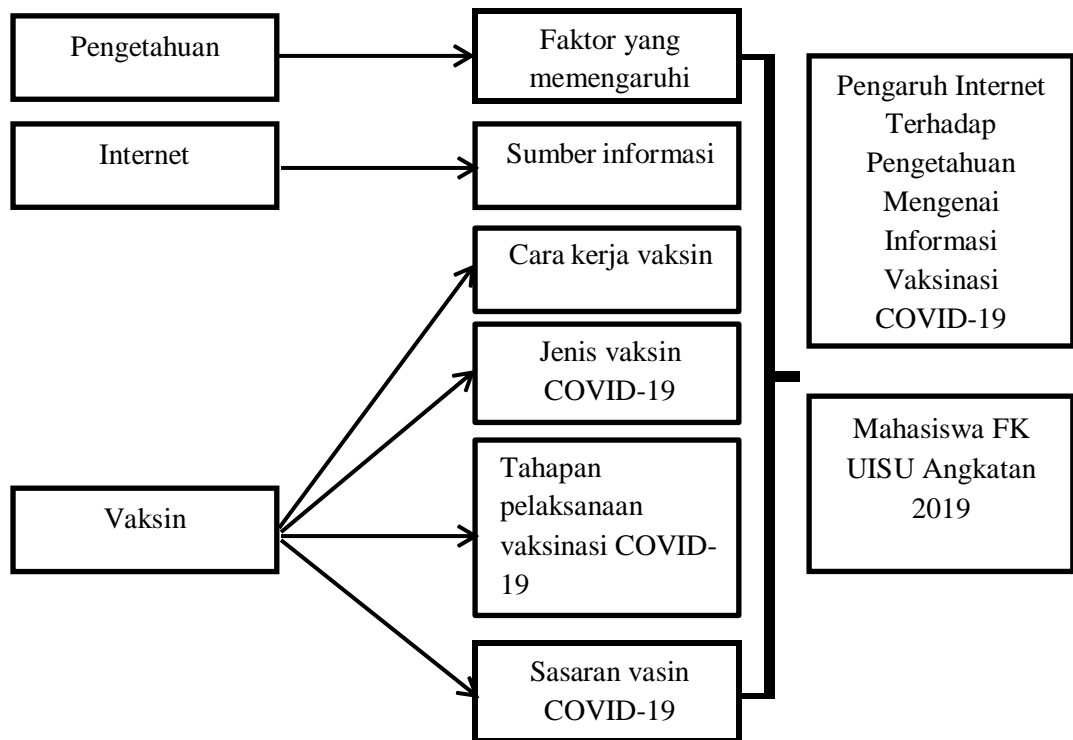 Pengetahuan
Faktor yang
memengaruhi
Internet
Sumber informasi
Cara kerja vaksin
Jenis vaksin
COVID-19
Vaksin
Tahapan
pelaksanaan
vaksinasi COVID-
19
Sasaran vasin
COVID-19
Pengaruh Internet
Terhadap
Pengetahuan
Mengenai
Informasi
Vaksinasi
COVID-19
Mahasiswa FK
UISU Angkatan
2019